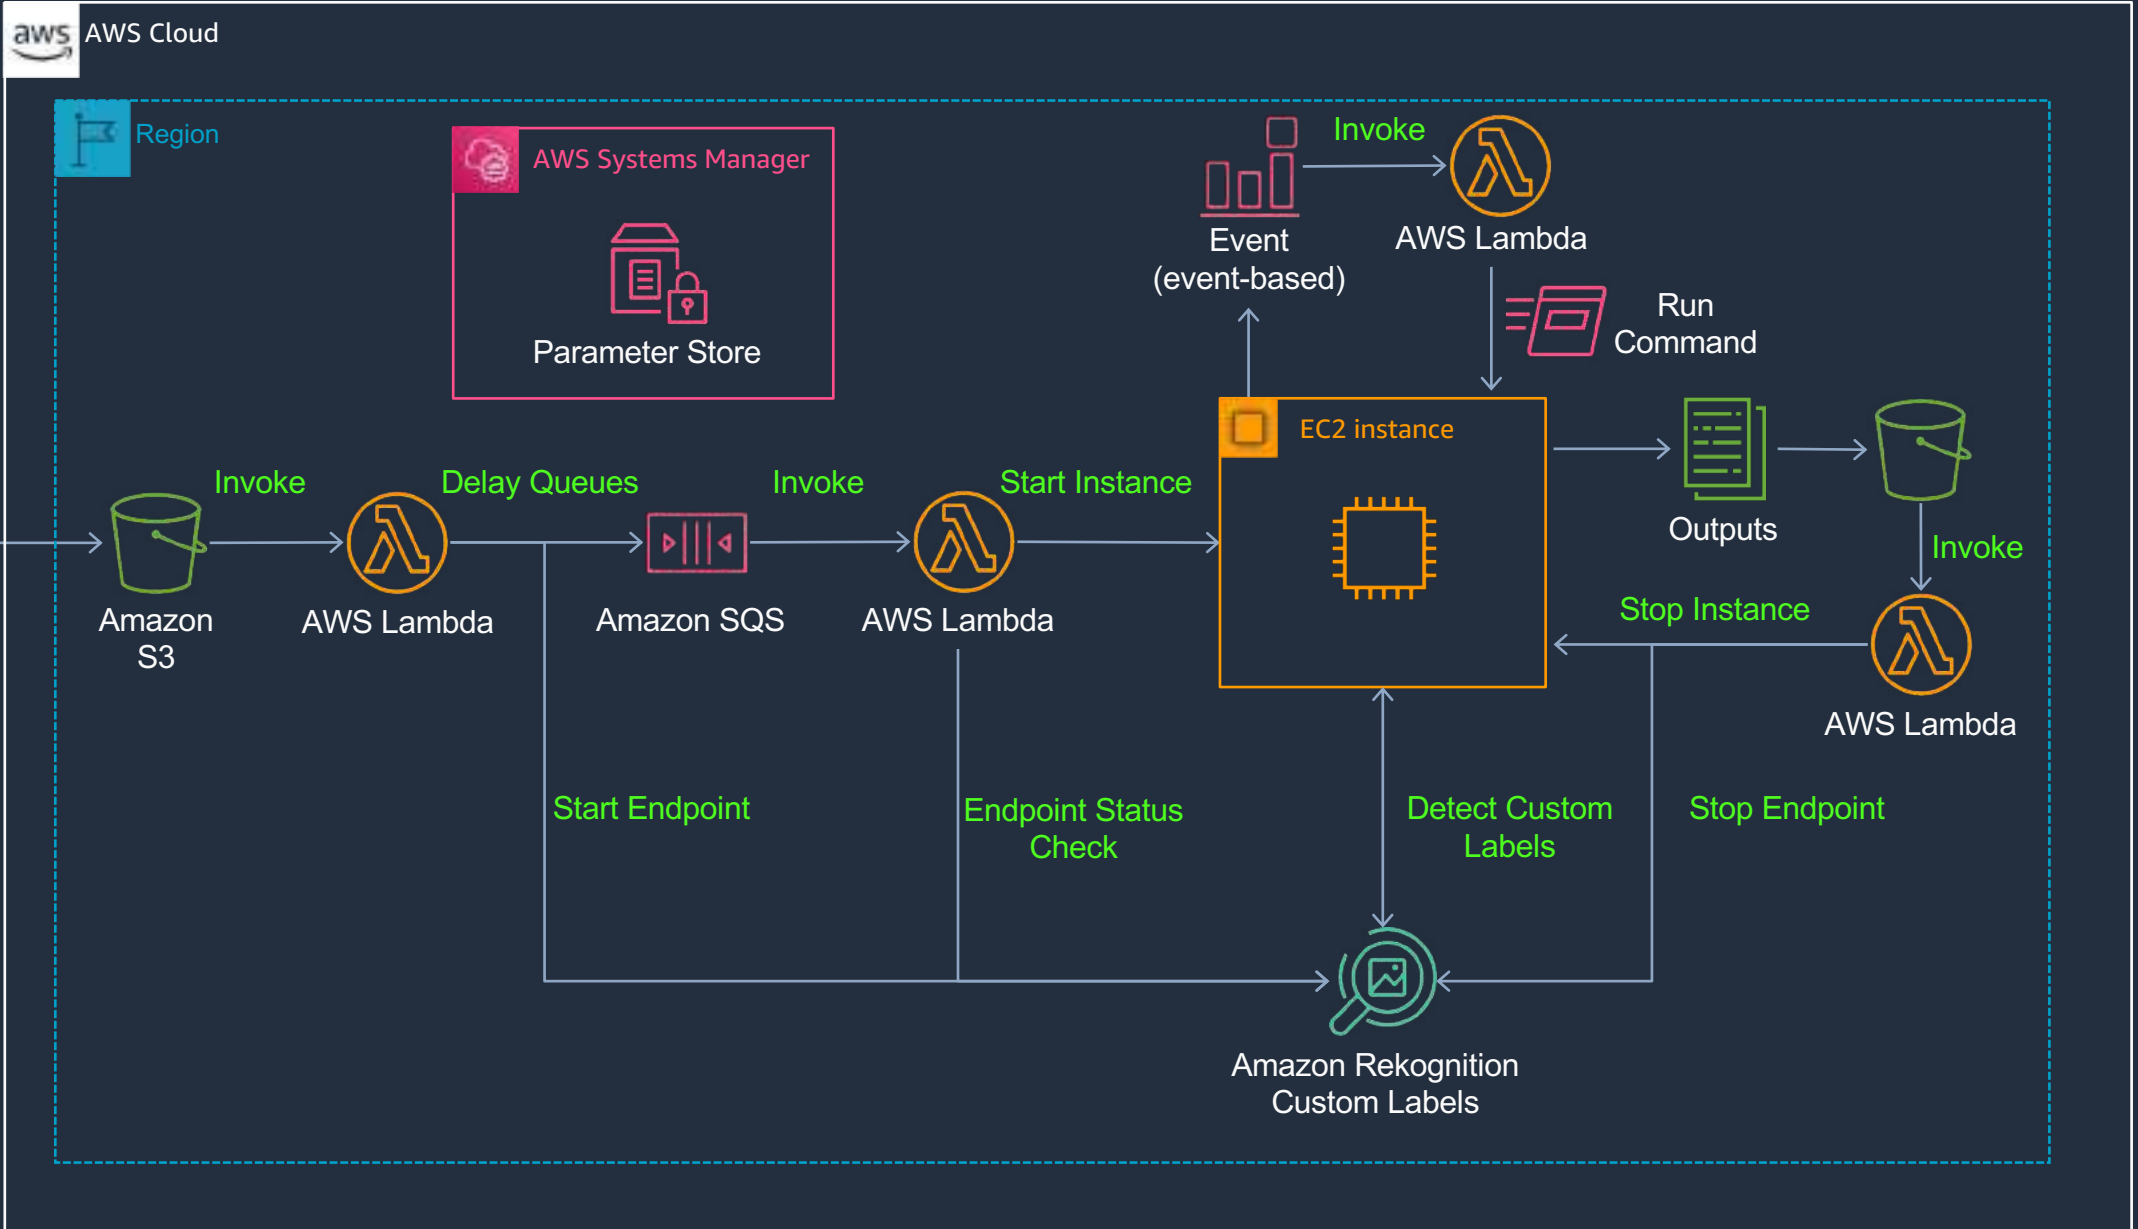 aws
AWS Cloud
Region
AWS Systems Manager
Parameter Store
Event
(event-based)
Invoke
AWS Lambda
Run
Command
EC2 instance
Outputs
Invoke
Delay Queues
Invoke
Start Instance
Amazon
S3
AWS Lambda
Amazon SQS
AWS Lambda
Invoke
Stop Instance
AWS Lambda
Start Endpoint
Endpoint Status
Check
Detect Custom
Labels
Stop Endpoint
Amazon Rekognition
Custom Labels